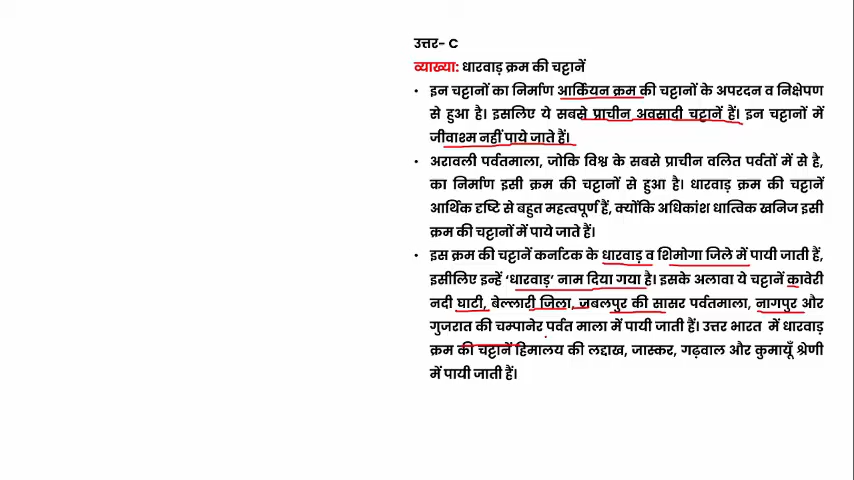 उत्तर- C
व्याख्या: धारवाड़ क्रम की चट्टानें
• इन चट्टानों का निर्माण आर्कियन क्रम की चट्टानों के अपरदन व निक्षेपण
से हुआ है। इसलिए ये सबसे प्राचीन अवसादी चट्टानें हैं। इन चट्टानों में
जीवाश्म नहीं पाये जाते हैं।
• अरावली पर्वतमाला, जोकि विश्व के सबसे प्राचीन वलित पर्वतों में से है,
का निर्माण इसी क्रम की चट्टानों से हुआ है। धारवाड़ क्रम की चट्टानें
आर्थिक दृष्टि से बहुत महत्वपूर्ण हैं, क्योंकि अधिकांश धात्विक खनिज इसी
क्रम की चट्टानों में पाये जाते हैं।
• इस क्रम की चट्टानें कर्नाटक के धारवाड़ व शिमोगा जिले में पायी जाती हैं,
इसीलिए इन्हें ‘धारवाड़’ नाम दिया गया है। इसके अलावा ये चट्टानें कावेरी
नदी घाटी, बेल्लारी जिला, जबलपुर की सासर पर्वतमाला, नागपुर और
गुजरात की चम्पानेर पर्वत माला में पायी जाती हैं। उत्तर भारत में धारवाड़
क्रम की चट्टानें हिमालय की लद्दाख, जास्कर, गढ़वाल और कुमायूँ श्रेणी
में पायी जाती हैं।